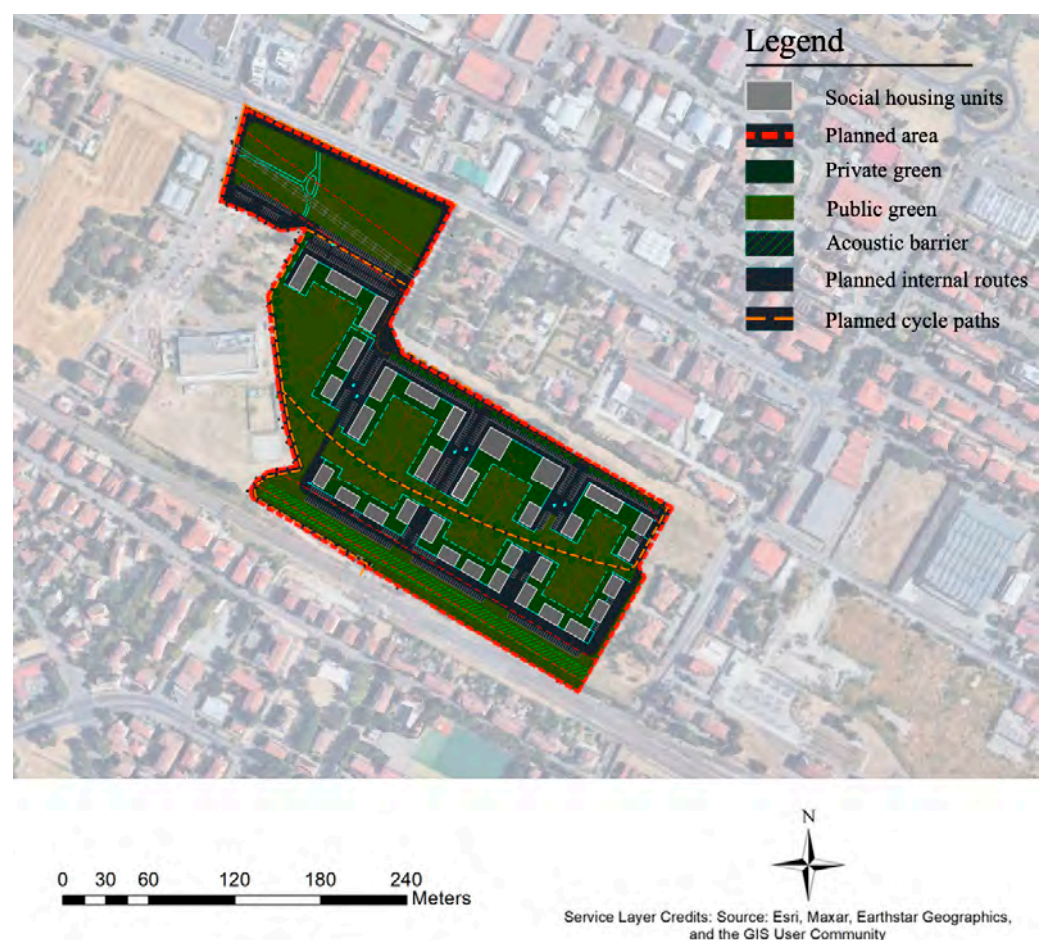 Legend
Social housing units
Planned area
Private green
Public green
Acoustic barrier
Planned internal routes
Planned cycle paths
N
0 30 60 120 180 240
Meters
Service Layer Credits: Source: Esri, Maxar, Earthstar Geographics,
and the GIS User Community